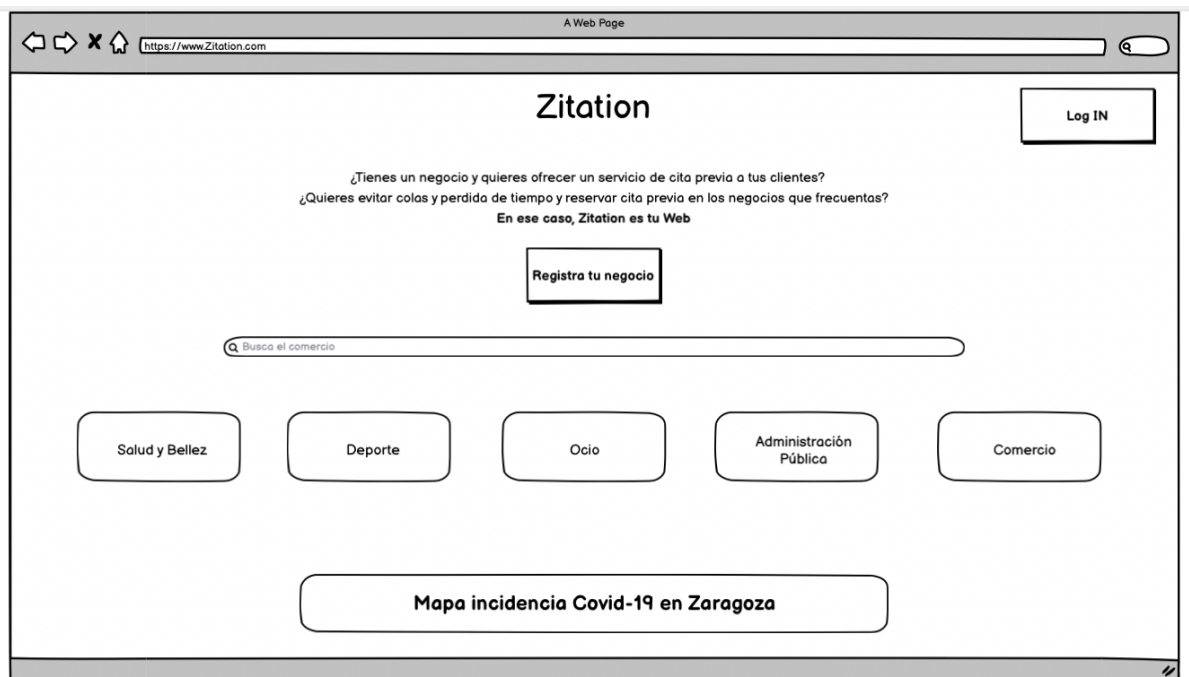 A Web Page
https://www.Zitation.com
Zitation
Log IN
¿Tienes un negocio y quieres ofrecer un servicio de cita previa a tus clientes?
¿Quieres evitar colas y perdida de tiempo y reservar cita previa en los negocios que frecuentas?
En ese caso, Zitation es tu Web
Registra tu negocio
Busca el comercio
Salud y Bellez
Deporte
Ocio
Administración
Pública
Comercio
Mapa incidencia Covid-19 en Zaragoza